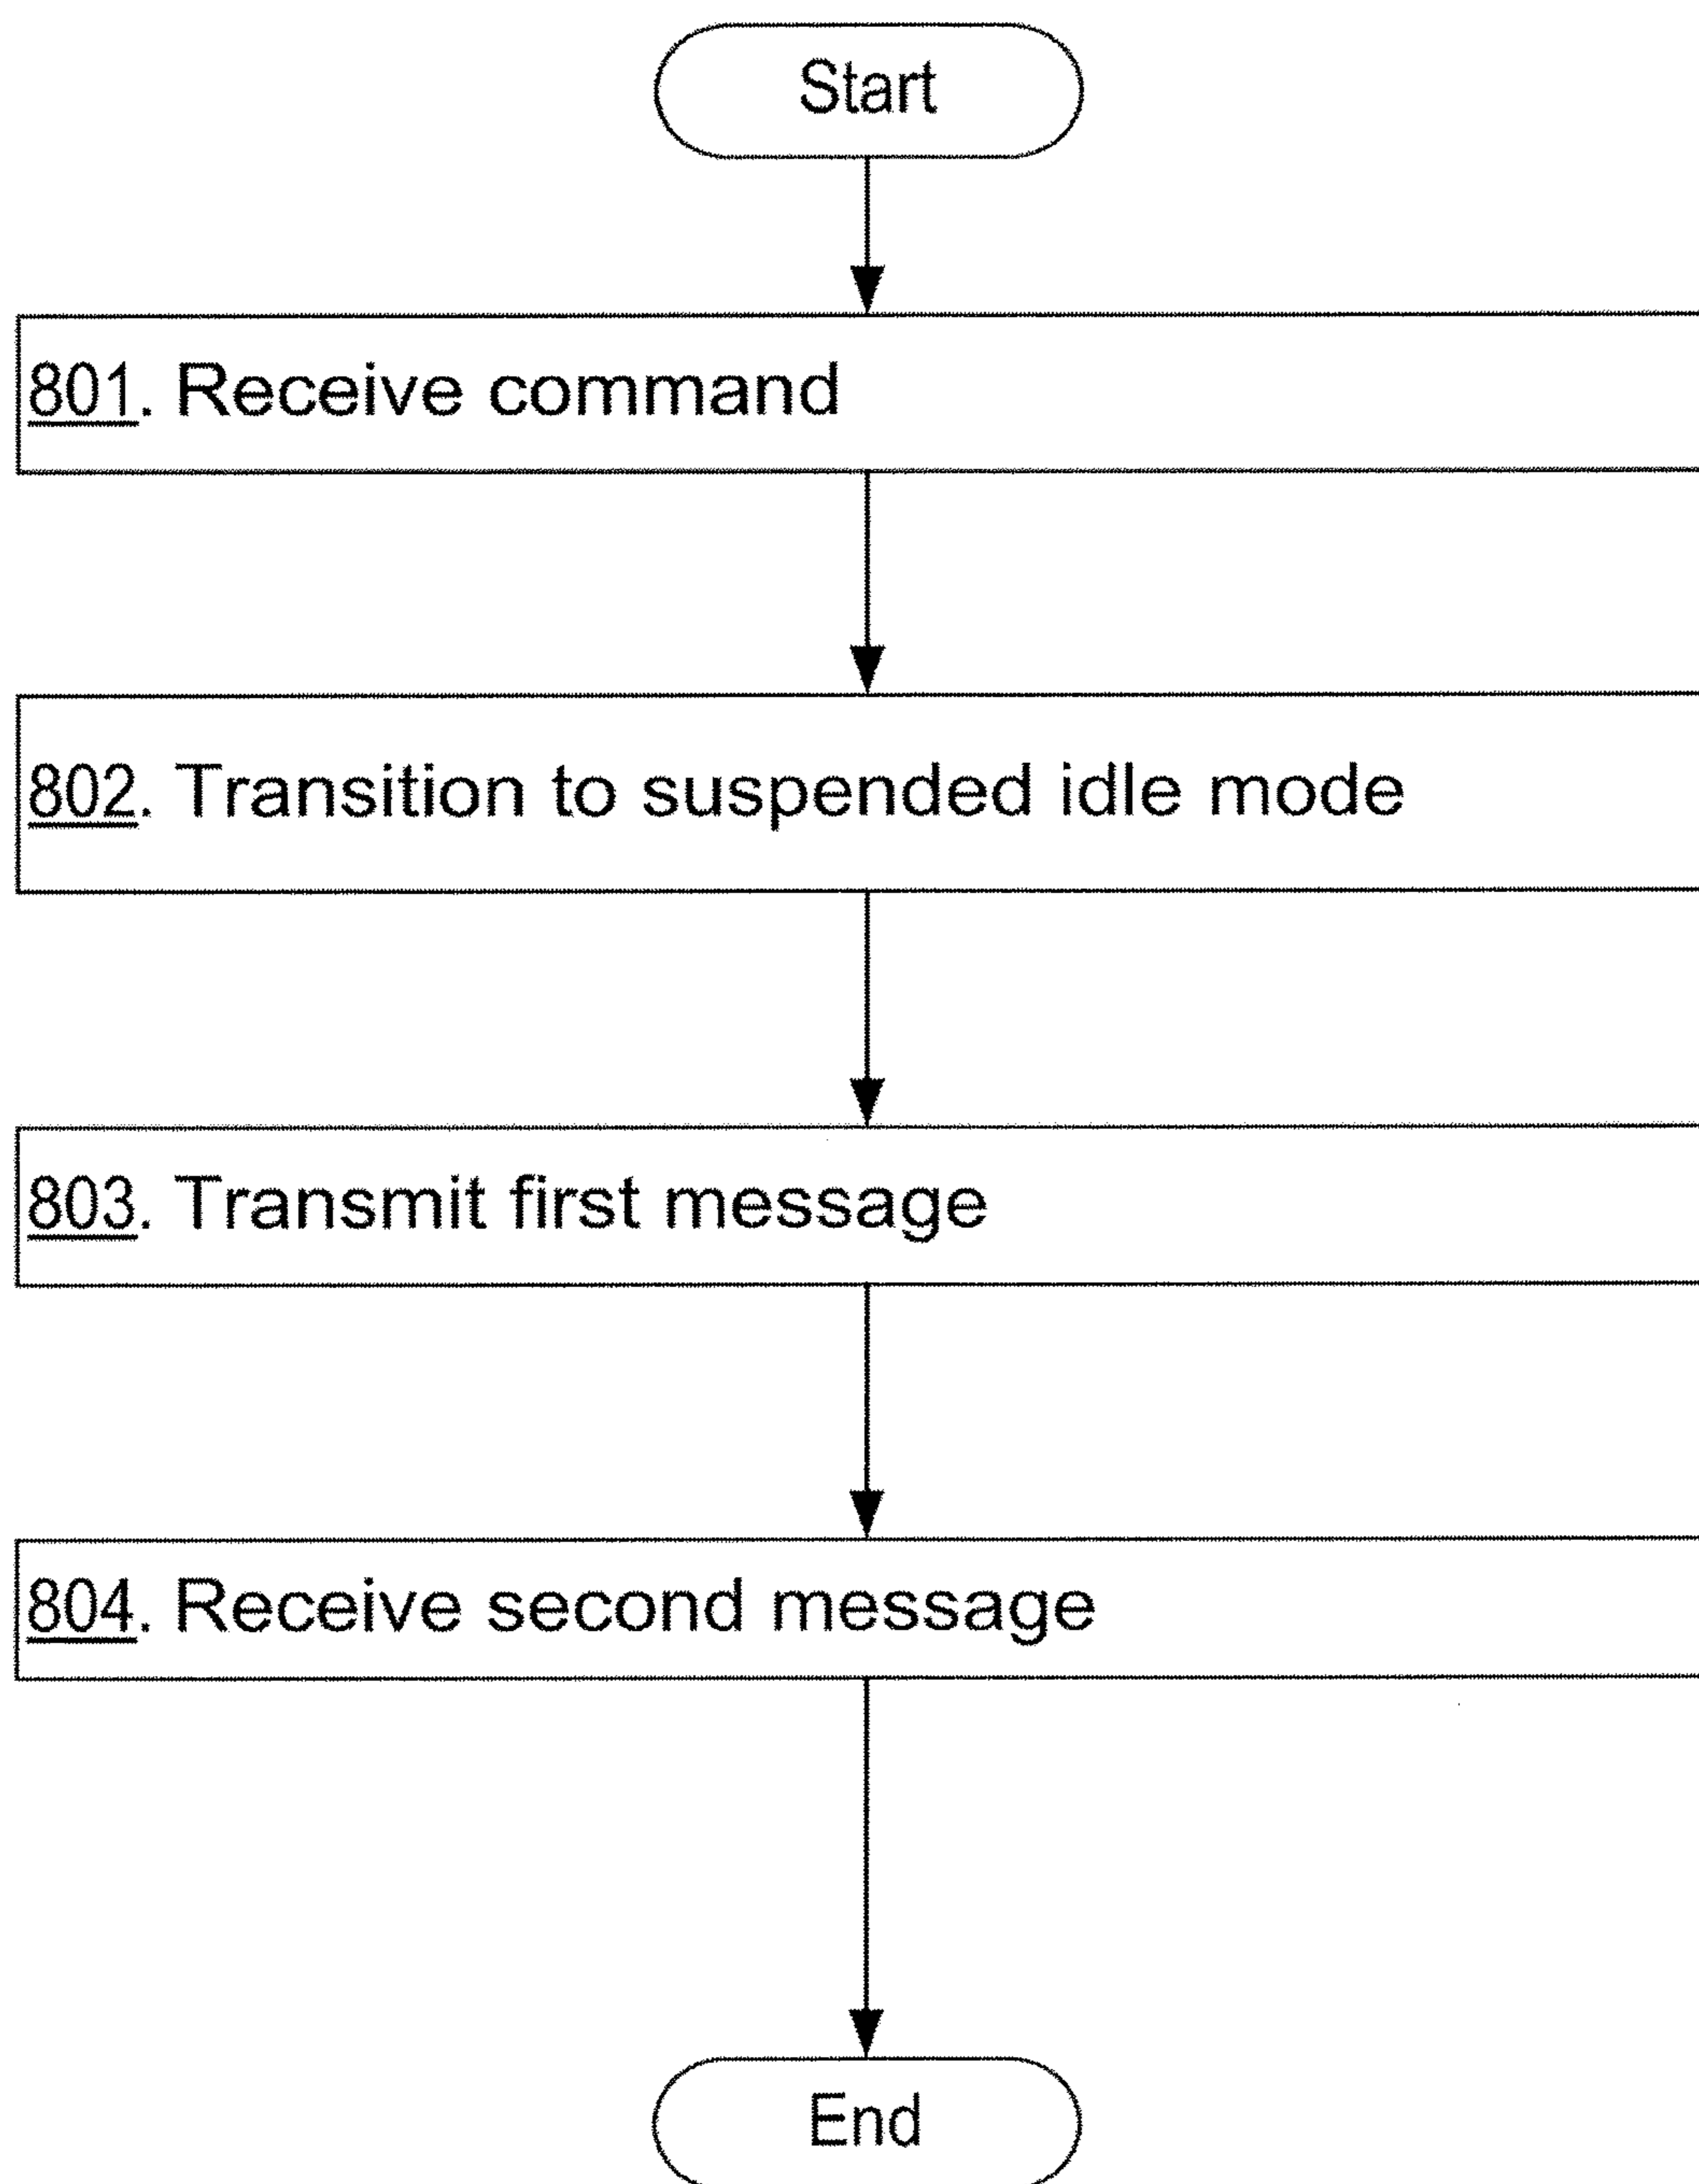 Start
801. Receive command
802. Transition to suspended idle mode
803. Transmit first message
804. Receive second message
End